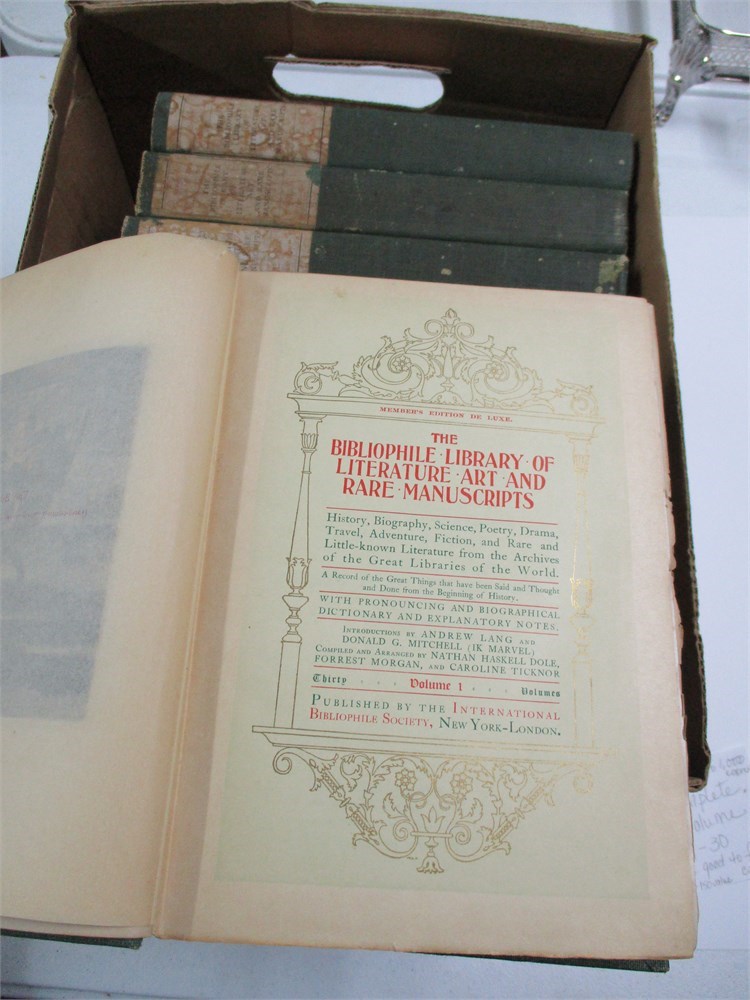 MEMBER'S EDITION DE LUXE.
THE
BIBLIOPHILE · LIBRARY · OF
LITERATURE · ART · AND
RARE · MANUSCRIPTS
History, Biography, Science, Poetry, Drama,
Travel, Adventure, Fiction, and Rare and
Little-known Literature from the Archives
of the Great Libraries of the World.
A Record of the Great Things that have been Said and Thought
and Done from the Beginning of History.
WITH PRONOUNCING AND BIOGRAPHICAL
DICTIONARY AND EXPLANATORY NOTES.
INTRODUCTIONS BY ANDREW LANG AND
DONALD G. MITCHELL (IK MARVEL)
COMPILED AND ARRANGED BY NATHAN HASKELL DOLE,
FORREST MORGAN, AND CAROLINE TICKNOR
Thirty . . . Volume 1 . . . Volumes
PUBLISHED BY THE INTERNATIONAL
BIBLIOPHILE SOCIETY, NEW YORK-LONDON.
-30
good